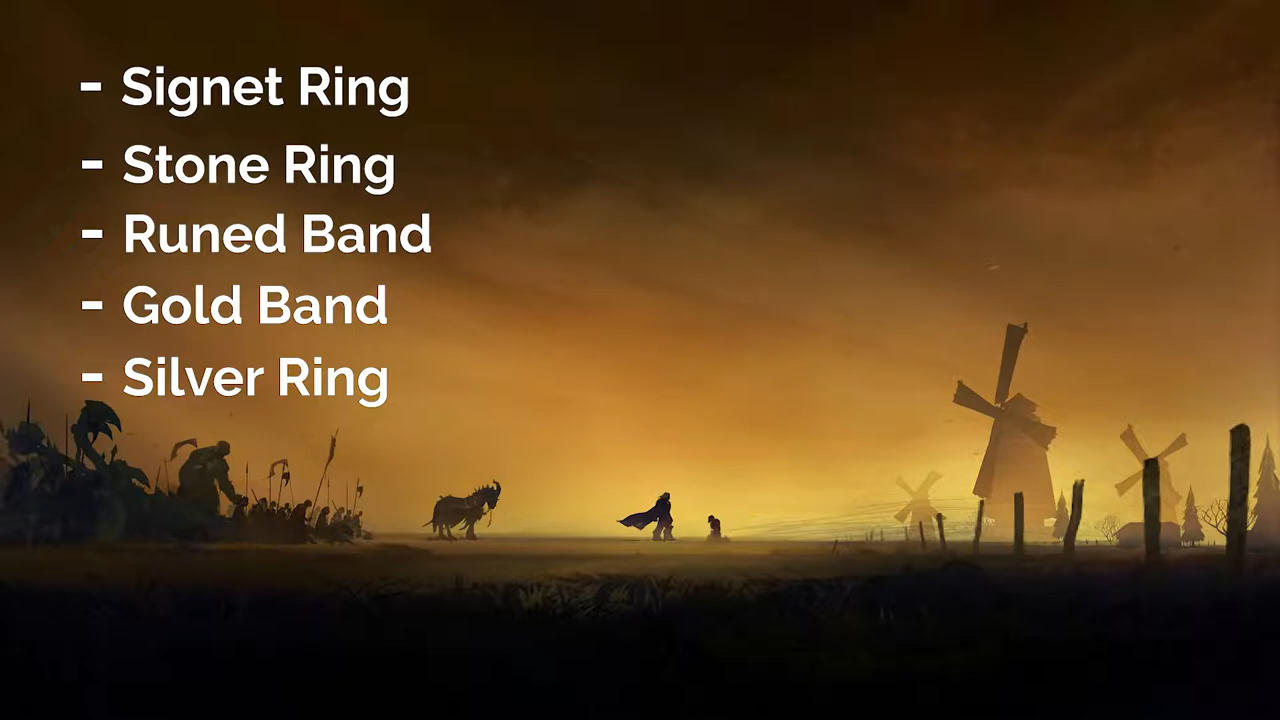 - Signet Ring
- Stone Ring
- Runed Band
- Gold Band
- Silver Ring